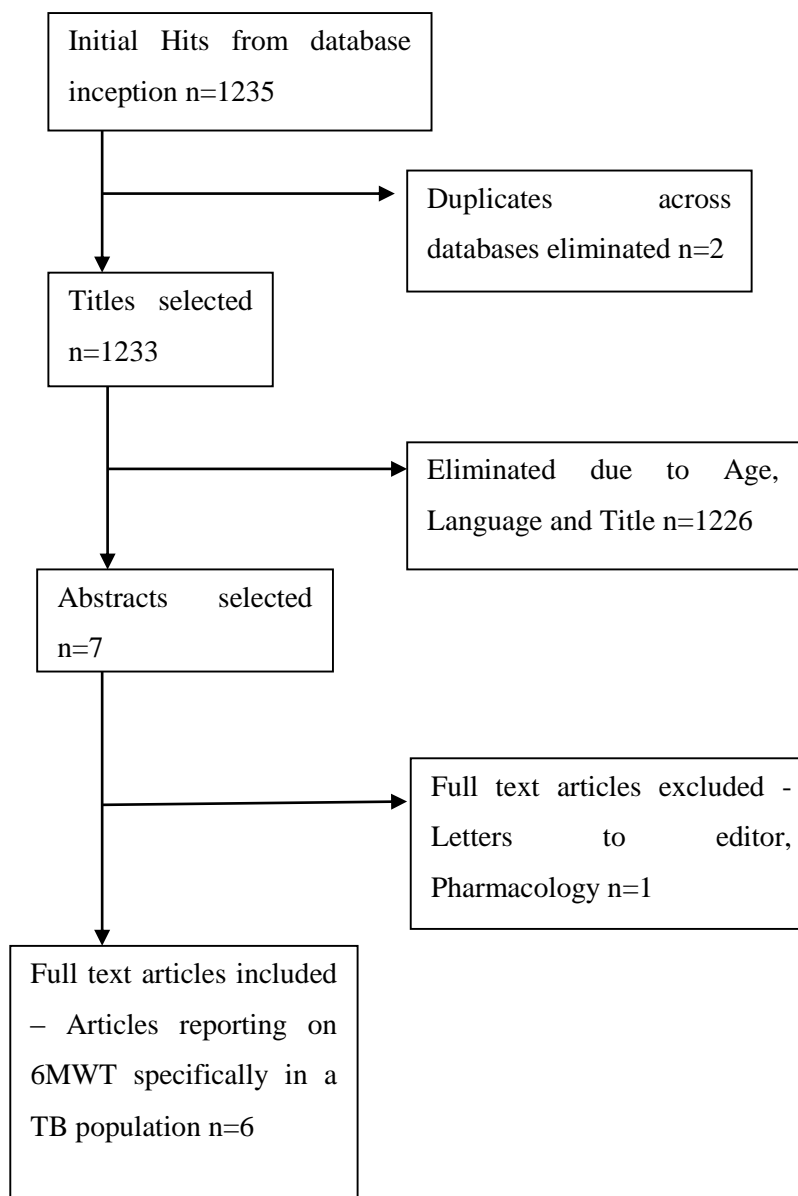 Initial Hits from database
inception n=1235
Duplicates across
databases eliminated n=2
Titles selected
n=1233
Eliminated due to Age,
Language and Title n=1226
Abstracts selected
n=7
Full text articles excluded -
Letters to editor,
Pharmacology n=1
Full text articles included
– Articles reporting on
6MWT specifically in a
TB population n=6